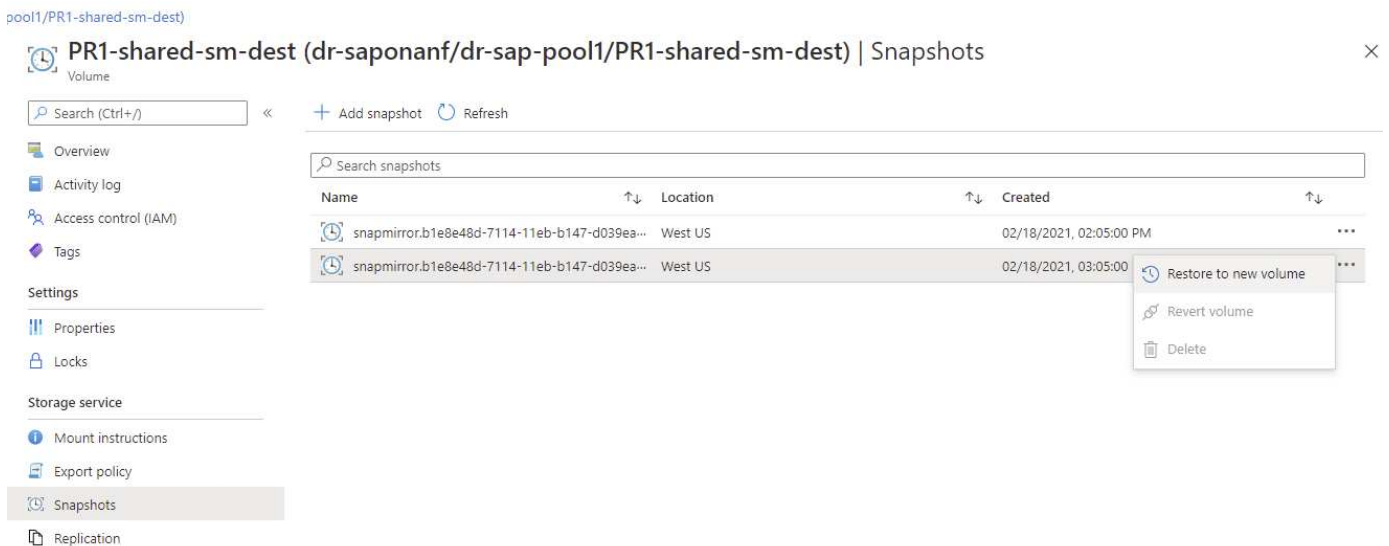 pool1/PR1-shared-sm-dest)
PR1-shared-sm-dest (dr-saponanf/dr-sap-pool1/PR1-shared-sm-dest) | Snapshots
Volume
Search (Ctrl+/)
Overview
Activity log
Access control (IAM)
Tags
Settings
Properties
Locks
Storage service
Mount instructions
Export policy
Snapshots
Replication
Add snapshot Refresh
Search snapshots
Name Location Created
snapmirror.b1e8e48d-7114-11eb-b147-d039ea... West US 02/18/2021, 02:05:00 PM
snapmirror.b1e8e48d-7114-11eb-b147-d039ea... West US 02/18/2021, 03:05:00
Restore to new volume
Revert volume
Delete